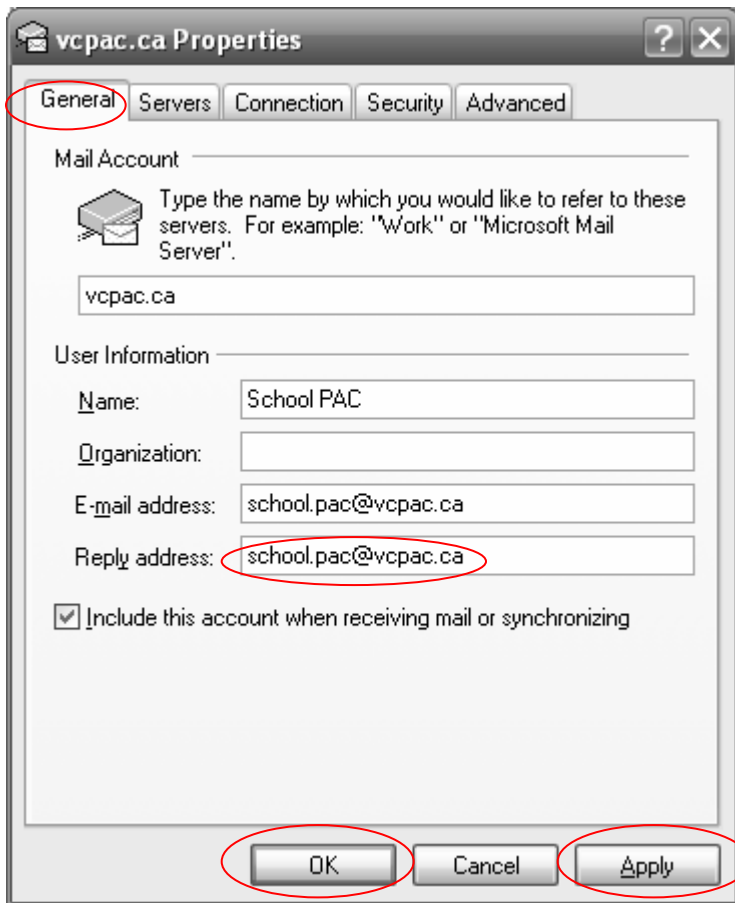 vcpac.ca Properties
General Servers Connection Security Advanced
Mail Account
Type the name by which you would like to refer to these
servers. For example: "Work" or "Microsoft Mail
Server".
vcpac.ca
User Information
Name: School PAC
Organization:
E-mail address: school.pac@vcpac.ca
Reply address: school.pac@vcpac.ca
Include this account when receiving mail or synchronizing
OK Cancel Apply